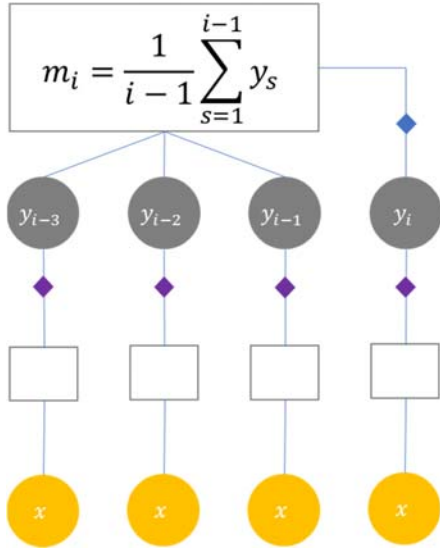 m_i = \frac{1}{i-1} \sum_{s=1}^{i-1} y_s
y_{i-3} y_{i-2} y_{i-1} y_i
x x x x